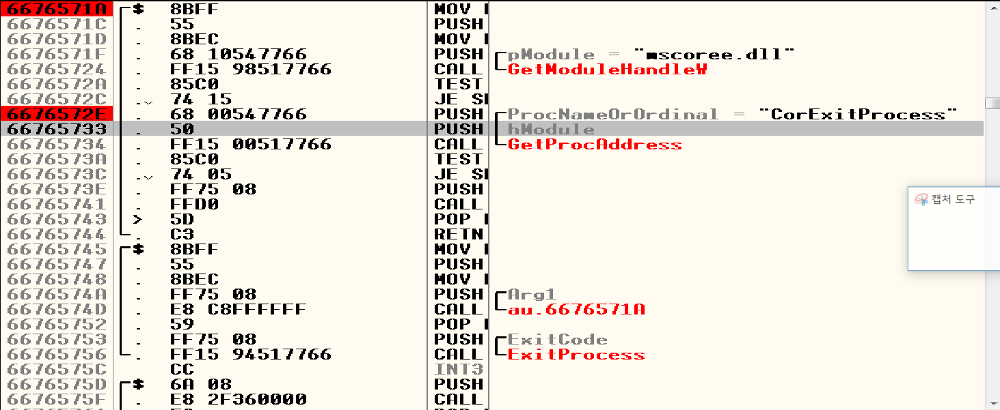 6676571A $ 8BFF MOV
6676571C . 55 PUSH
6676571D . 8BEC MOV
6676571F . 68 10547766 PUSH pModule = "mscoree.dll"
66765724 . FF15 98517766 CALL GetModuleHandleW
6676572A . 85C0 TEST
6676572C . 74 15 JE
6676572E . 68 00547766 PUSH ProcNameOrOrdinal = "CorExitProcess"
66765733 . 50 PUSH hModule
66765734 . FF15 00517766 CALL GetProcAddress
6676573A . 85C0 TEST
6676573C . 74 05 JE
6676573E . FF75 08 PUSH
66765741 . FFD0 CALL
캡처 도구
66765743 > 5D POP
66765744 . C3 RETN
66765745 $ 8BFF MOV
66765747 . 55 PUSH
66765748 . 8BEC MOV
6676574A . FF75 08 PUSH Arg1
6676574D . E8 C8FFFFFF CALL au.6676571A
66765752 . 59 POP
66765753 . FF75 08 PUSH ExitCode
66765756 . FF15 94517766 CALL ExitProcess
6676575C CC INT3
6676575D $ 6A 08 PUSH
6676575F . E8 2F360000 CALL